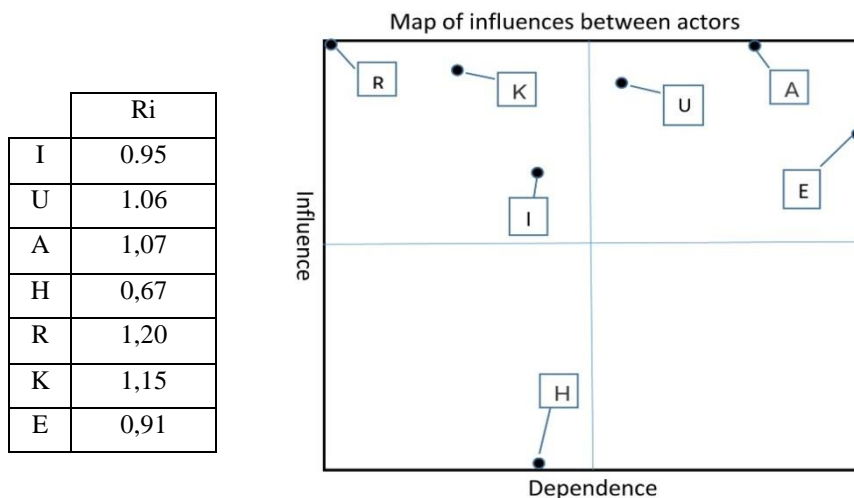 Ri
I 0.95
U 1.06
A 1,07
H 0,67
R 1,20
K 1,15
E 0,91
Map of influences between actors
R
K
U
A
E
I
H
Influence
Dependence